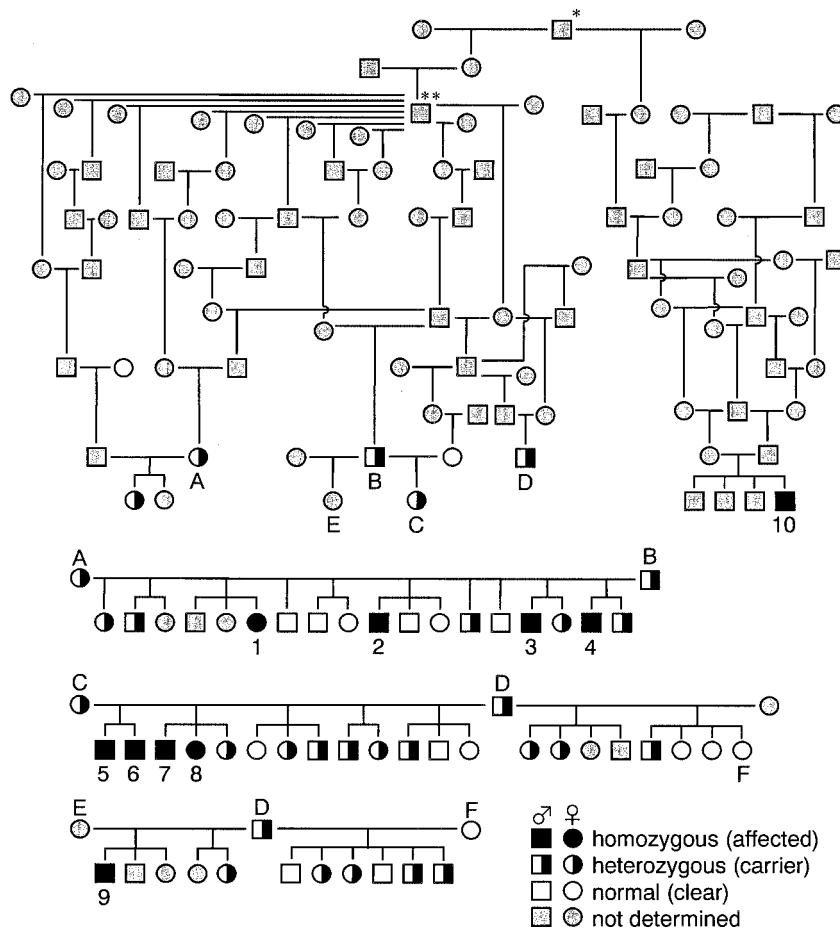 *
**
A B D
E C 10
A B
1 2 3 4
C D
5 6 7 8 F
E D F
9
♂ ♀
homozygous (affected)
heterozygous (carrier)
normal (clear)
not determined